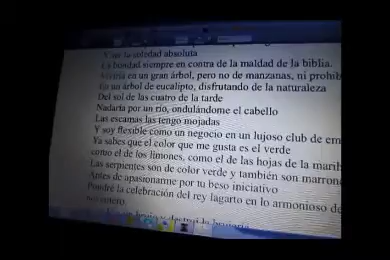 Y ser la soledad absoluta
La bondad siempre en contra de la maldad de la biblia.
en un gran árbol, pero no de manzanas, ni prohib
En un árbol de eucalipto, disfrutando de la naturaleza
Del sol de las cuatro de la tarde
Nadaría por un río, ondulándome el cabello
Las escamas las tengo mojadas
Y soy flexible como un negocio en un lujoso club de em
Ya sabes que el color que me gusta es el verde
como el de los limones, como el de las hojas de la marih
Las serpientes son de color verde y también son marron
Antes de apasionarme por tu beso iniciativo
Pondré la celebración del rey lagarto en lo armonioso de